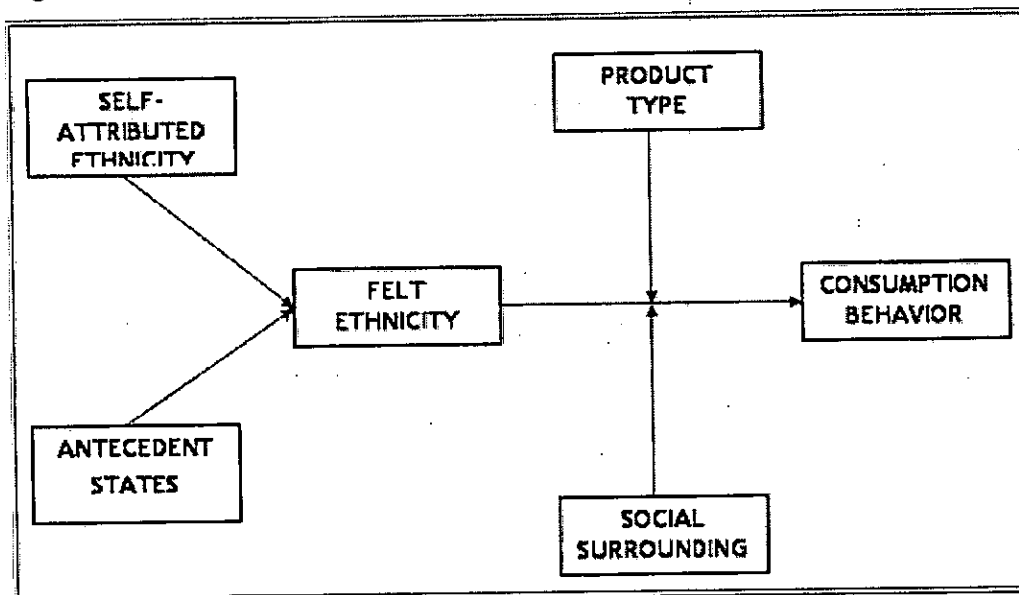 SELF-
ATTRIBUTED
ETHNICITY
PRODUCT
TYPE
FELT
ETHNICITY
CONSUMPTION
BEHAVIOR
ANTECEDENT
STATES
SOCIAL
SURROUNDING